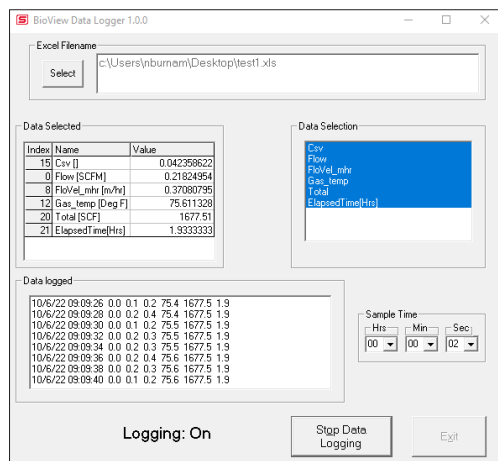 BioView Data Logger 1.0.0
Excel Filename
Select
c:\Users\nburnam\Desktop\test1.xls
Data Selected
Index Name Value
15 Csv [] 0.042358622
0 Flow [SCFM] 0.21824954
8 FloVel_mhr [m/hr] 0.37080795
12 Gas_temp [Deg F] 75.611328
20 Total [SCF] 1677.51
21 ElapsedTime[Hrs] 1.9333333
Data Selection
Csv
Flow
FloVel_mhr
Gas_temp
Total
ElapsedTime[Hrs]
Data logged
10/6/22 09:09:26 0.0 0.1 0.2 75.4 1677.5 1.9
10/6/22 09:09:28 0.0 0.2 0.4 75.4 1677.5 1.9
10/6/22 09:09:30 0.0 0.1 0.2 75.5 1677.5 1.9
10/6/22 09:09:32 0.0 0.2 0.3 75.5 1677.5 1.9
10/6/22 09:09:34 0.0 0.2 0.3 75.5 1677.5 1.9
10/6/22 09:09:36 0.0 0.2 0.4 75.6 1677.5 1.9
10/6/22 09:09:38 0.0 0.2 0.3 75.6 1677.5 1.9
10/6/22 09:09:40 0.0 0.1 0.2 75.6 1677.5 1.9
Sample Time
Hrs Min Sec
00 00 02
Logging: On
Stop Data
Logging
Exit